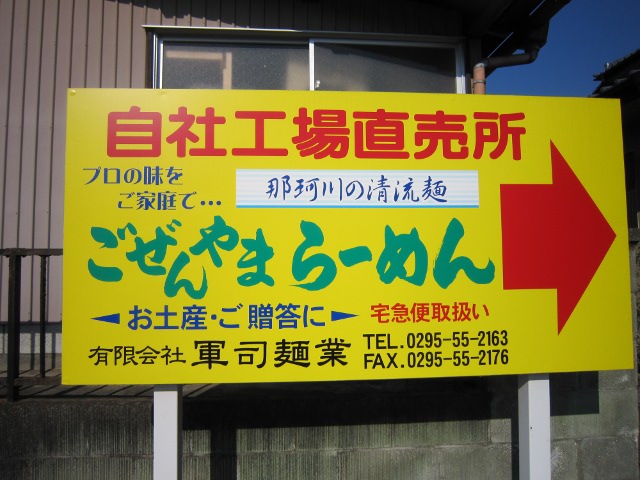 自社工場直売所
プロの味を
ご家庭で・・・
那珂川の清流麺
ごぜんやまらーめん
お土産・ご贈答に
宅急便取扱い
有限会社 軍司麺業
TEL.0295-55-2163
FAX.0295-55-2176